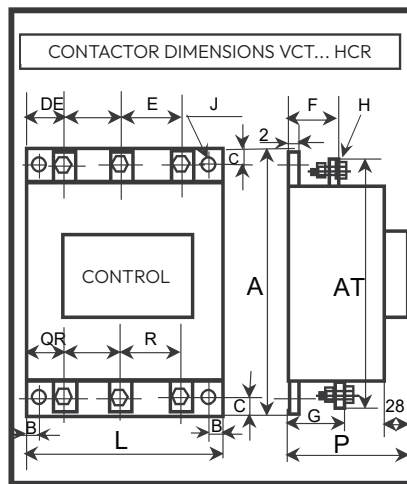 CONTACTOR DIMENSIONS VCT... HCR
DE E J F H
2
C
CONTROL
A
AT
QR R
C
G
28
B B
L
P